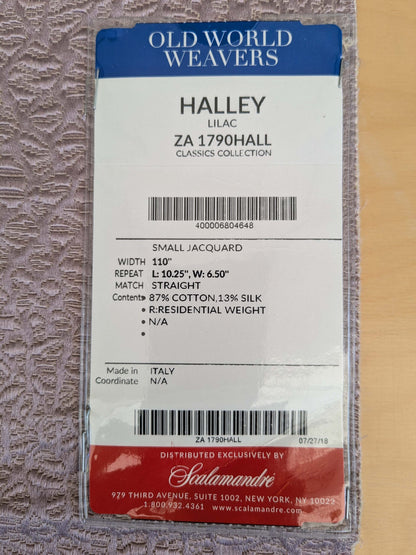 OLD WORLD
WEAVERS
HALLEY
LILAC
ZA 1790HALL
CLASSICS COLLECTION
400006804648
SMALL JACQUARD
WIDTH 110"
REPEAT L: 10.25", W: 6.50"
MATCH STRAIGHT
Contents 87% COTTON,13% SILK
• R:RESIDENTIAL WEIGHT
• N/A
•
Made in ITALY
Coordinate N/A
ZA 1790HALL 07/27/18
DISTRIBUTED EXCLUSIVELY BY
Scalamandré
979 THIRD AVENUE, SUITE 1002, NEW YORK, NY 10022
1.800.932.4361 www.scalamandre.com